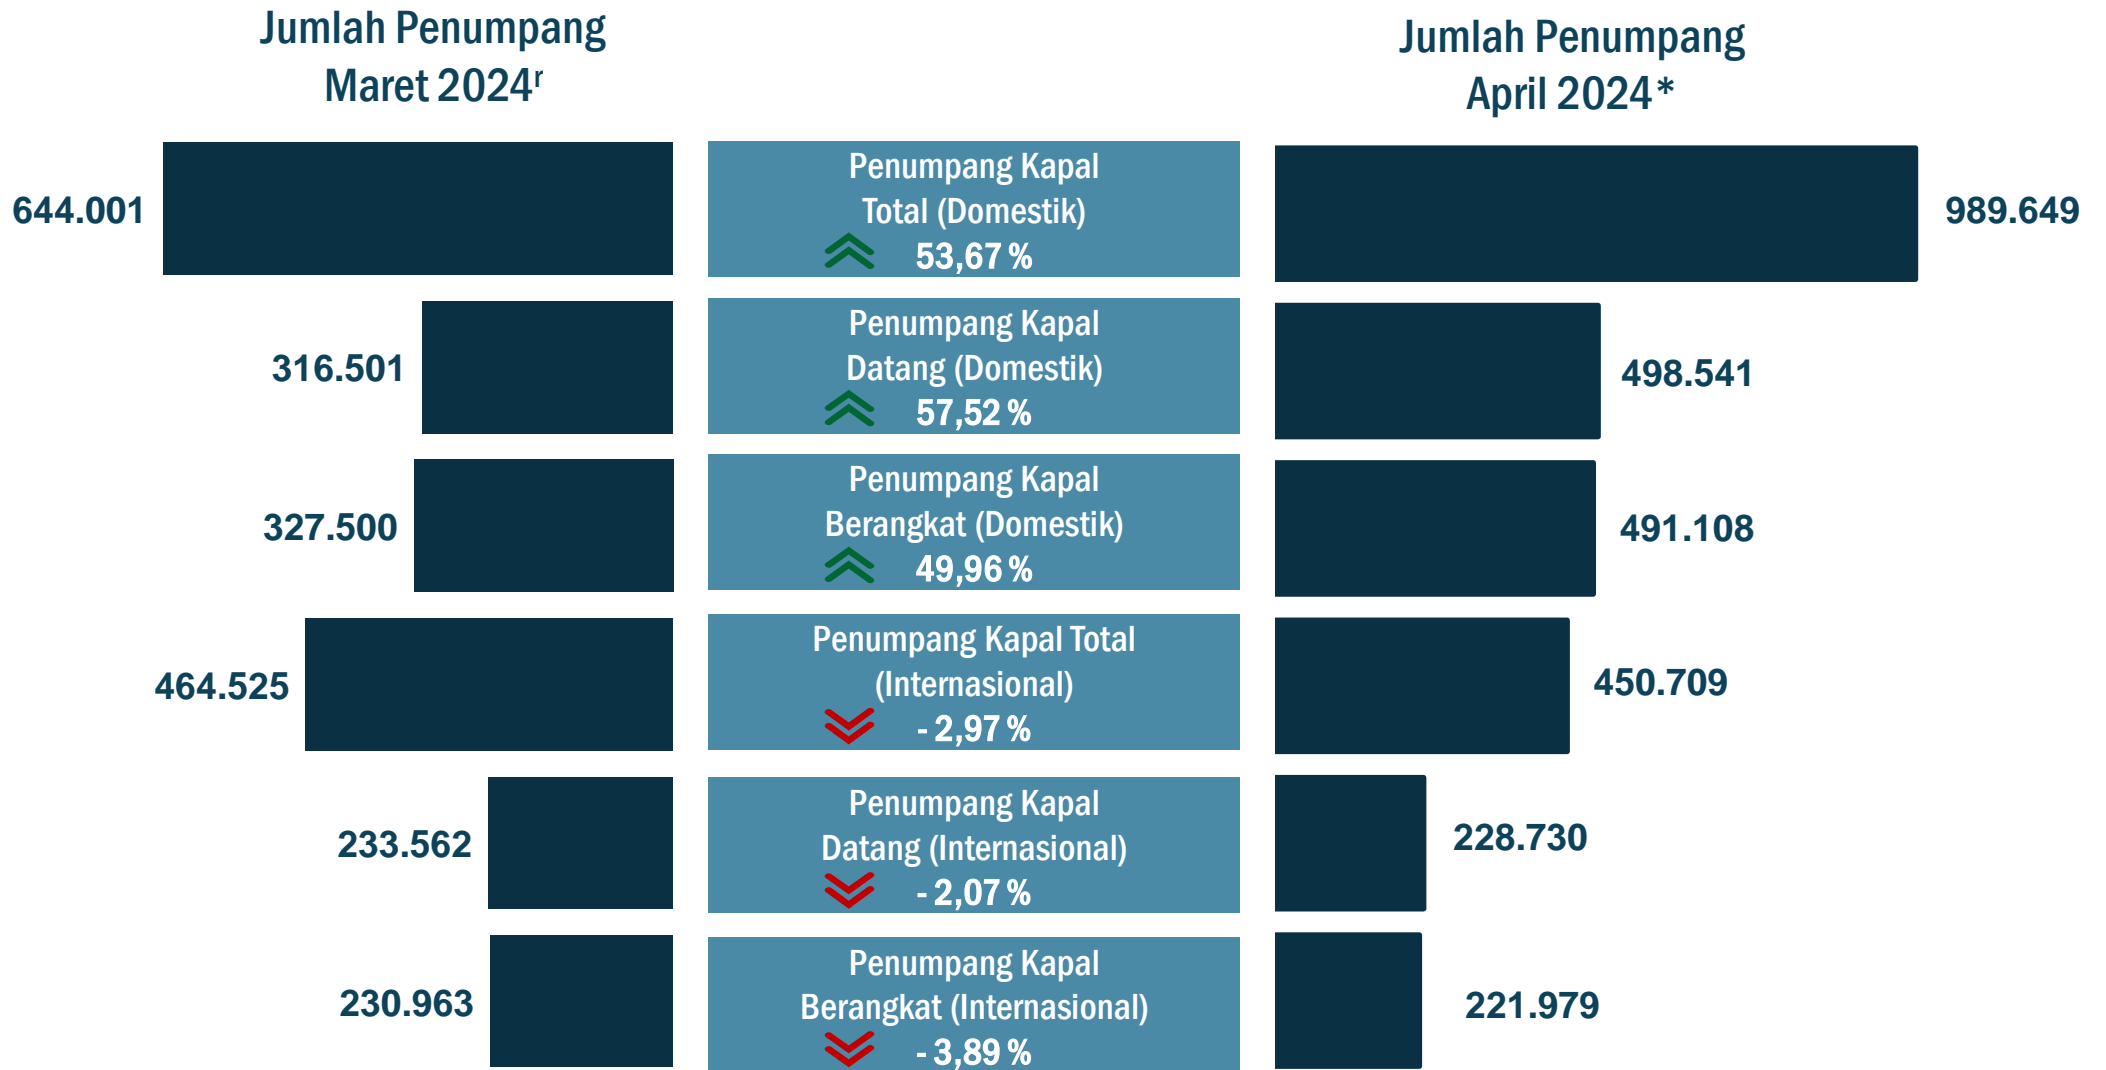 Jumlah Penumpang
Maret 2024ʳ
Jumlah Penumpang
April 2024*
644.001
Penumpang Kapal
Total (Domestik)
53,67 %
989.649
316.501
Penumpang Kapal
Datang (Domestik)
57,52 %
498.541
327.500
Penumpang Kapal
Berangkat (Domestik)
49,96 %
491.108
464.525
Penumpang Kapal Total
(Internasional)
- 2,97 %
450.709
233.562
Penumpang Kapal
Datang (Internasional)
- 2,07 %
228.730
230.963
Penumpang Kapal
Berangkat (Internasional)
- 3,89 %
221.979